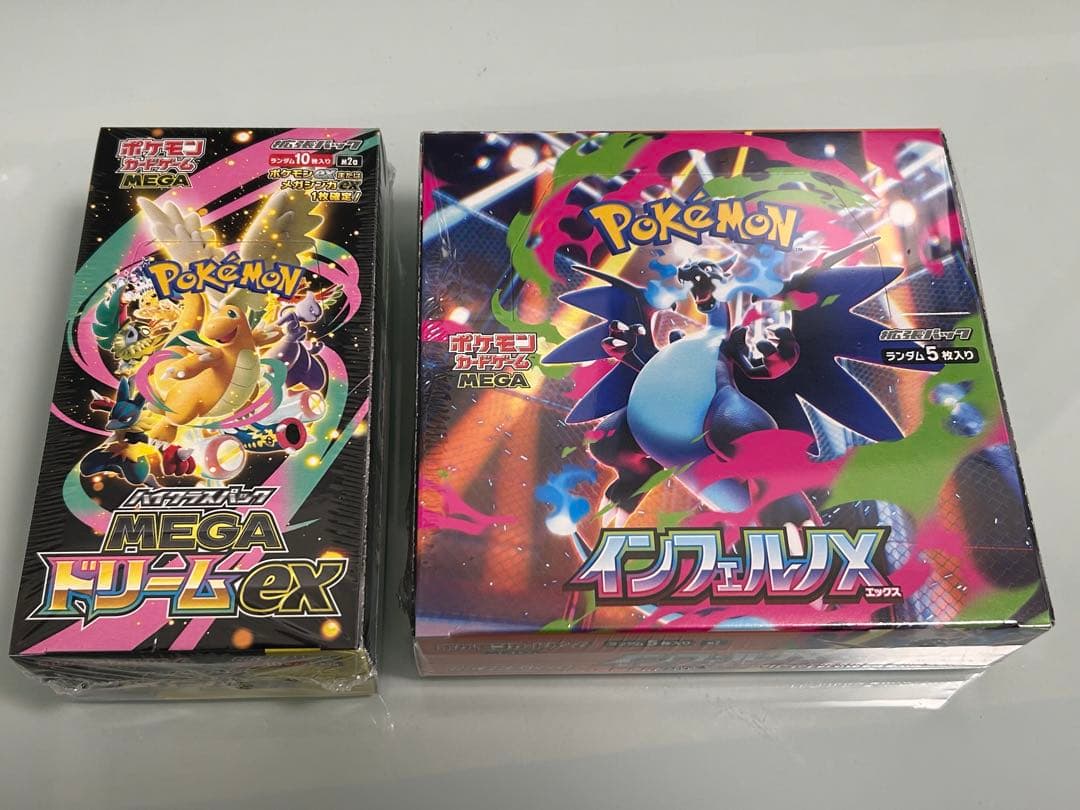 ポケモン
カードゲーム
MEGA
拡張パック
ランダム10枚入り
ポケモンexまたは
メガシンカex
1枚確定!
POKéMON
ハイクラスパック
MEGA
ドリームex
POKéMON
ポケモン
カードゲーム
MEGA
拡張パック
ランダム5枚入り
インフェルノX
エックス